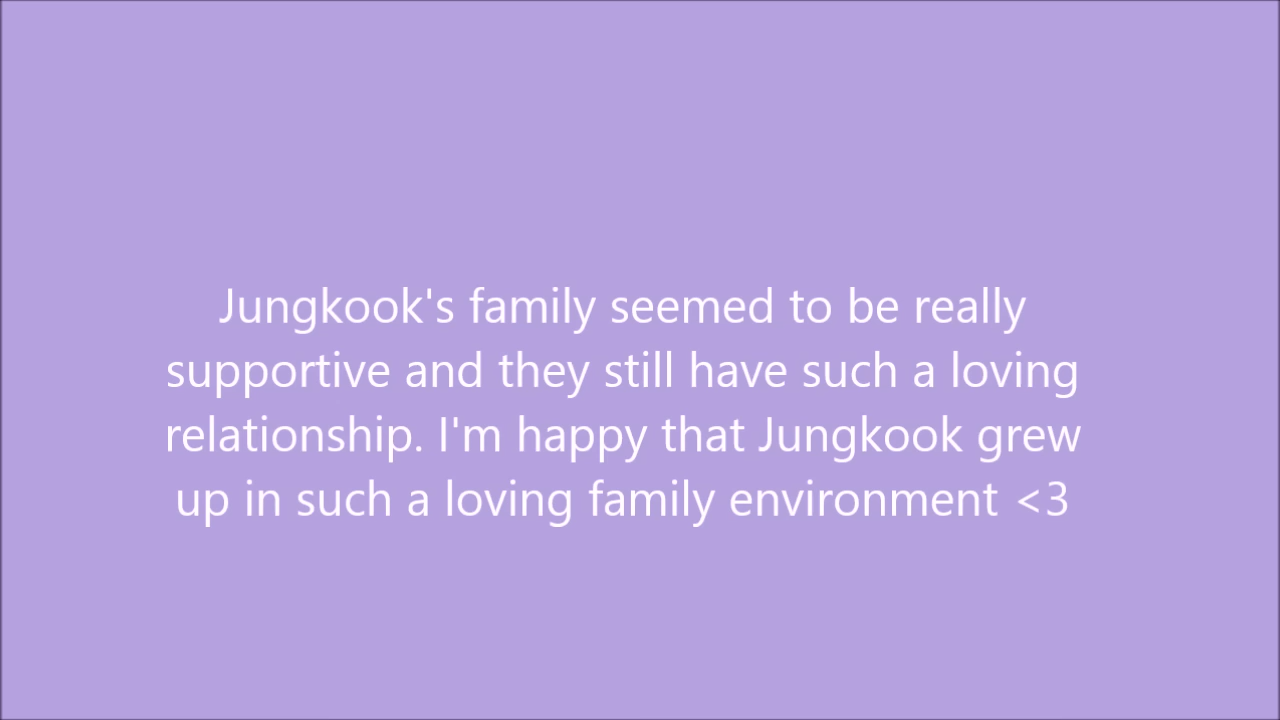 Jungkook's family seemed to be really
supportive and they still have such a loving
relationship. I'm happy that Jungkook grew
up in such a loving family environment <3